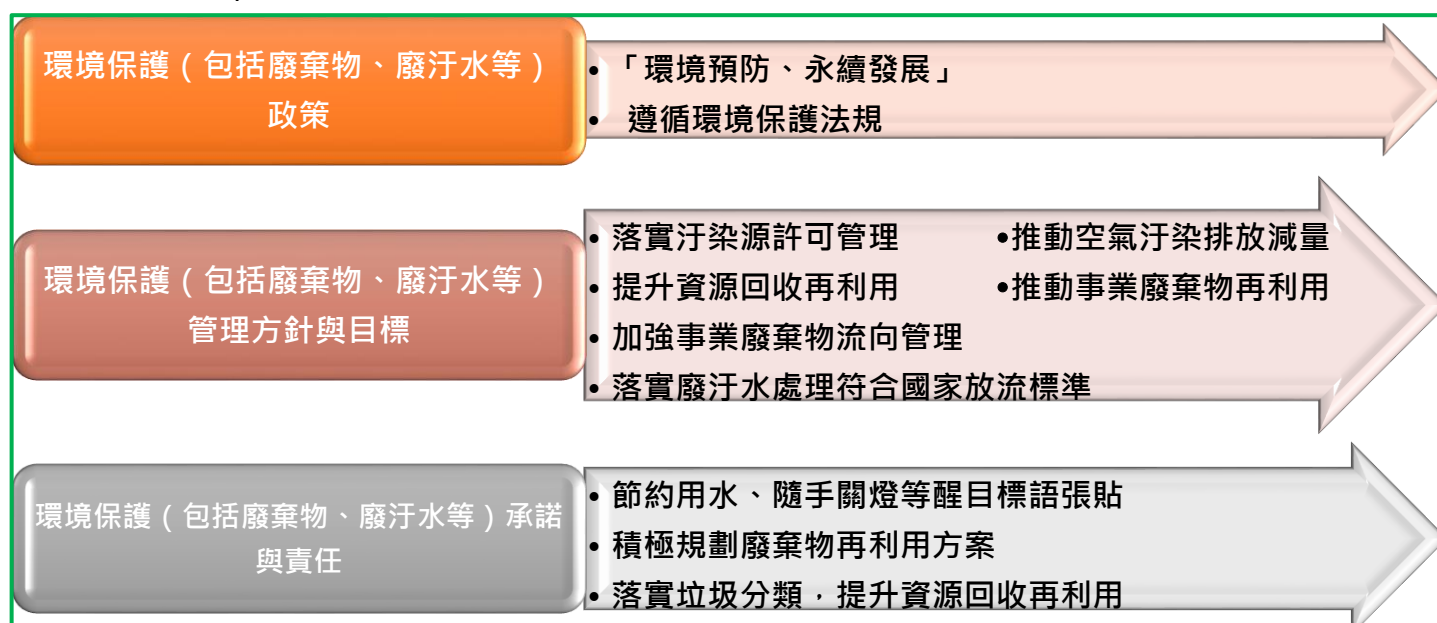 環境保護（包括廢棄物、廢汙水等）
政策
•「環境預防、永續發展」
• 遵循環境保護法規
環境保護（包括廢棄物、廢汙水等）
管理方針與目標
• 落實汙染源許可管理 •推動空氣汙染排放減量
• 提升資源回收再利用 •推動事業廢棄物再利用
• 加強事業廢棄物流向管理
• 落實廢汙水處理符合國家放流標準
環境保護（包括廢棄物、廢汙水等）承諾
與責任
• 節約用水、隨手關燈等醒目標語張貼
• 積極規劃廢棄物再利用方案
• 落實垃圾分類，提升資源回收再利用